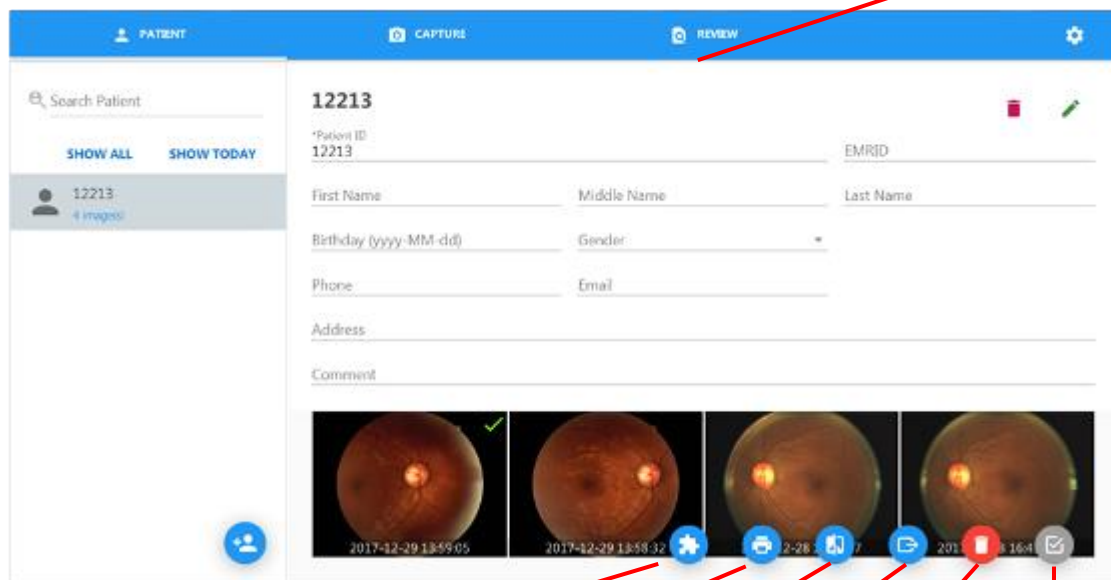 PATIENT CAPTURE REVIEW
Search Patient
SHOW ALL SHOW TODAY
12213
4 image(s)
12213
*Patient ID
12213 EMRID
First Name Middle Name Last Name
Birthday (yyyy-MM-dd) Gender
Phone Email
Address
Comment
2017-12-29 13:59:05 2017-12-29 13:58:32